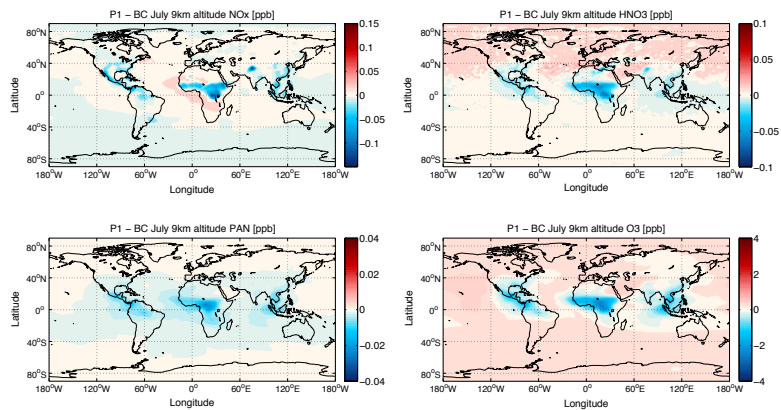 P1 − BC July 9km altitude NOx [ppb]
80°N
40°N
0°
40°S
80°S
Latitude
180°W 120°W 60°W 0° 60°E 120°E 180°W
Longitude
0.15
0.1
0.05
0
−0.05
−0.1
P1 − BC July 9km altitude HNO3 [ppb]
80°N
40°N
0°
40°S
80°S
Latitude
180°W 120°W 60°W 0° 60°E 120°E 180°W
Longitude
0.1
0.05
0
−0.05
−0.1
P1 − BC July 9km altitude PAN [ppb]
80°N
40°N
0°
40°S
80°S
Latitude
180°W 120°W 60°W 0° 60°E 120°E 180°W
Longitude
0.04
0.02
0
−0.02
−0.04
P1 − BC July 9km altitude O3 [ppb]
80°N
40°N
0°
40°S
80°S
Latitude
180°W 120°W 60°W 0° 60°E 120°E 180°W
Longitude
4
2
0
−2
−4